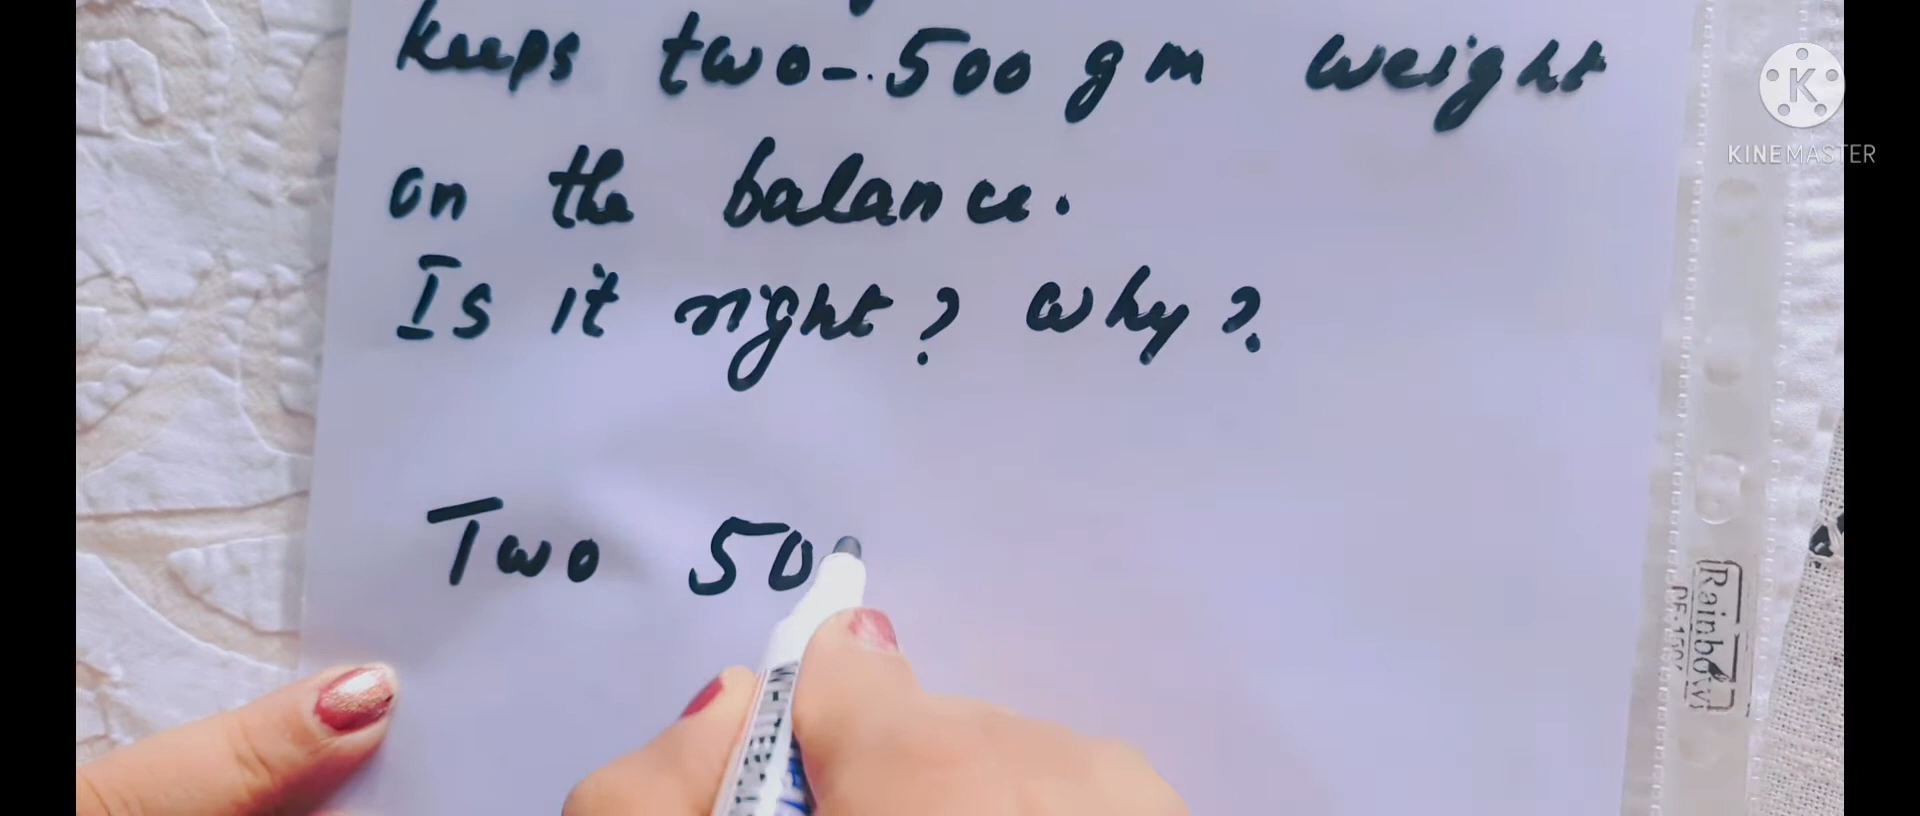 keeps two-500 gm weight
on the balance.
Is it right? Why?
Two 50
KINEMASTER
Rainbow